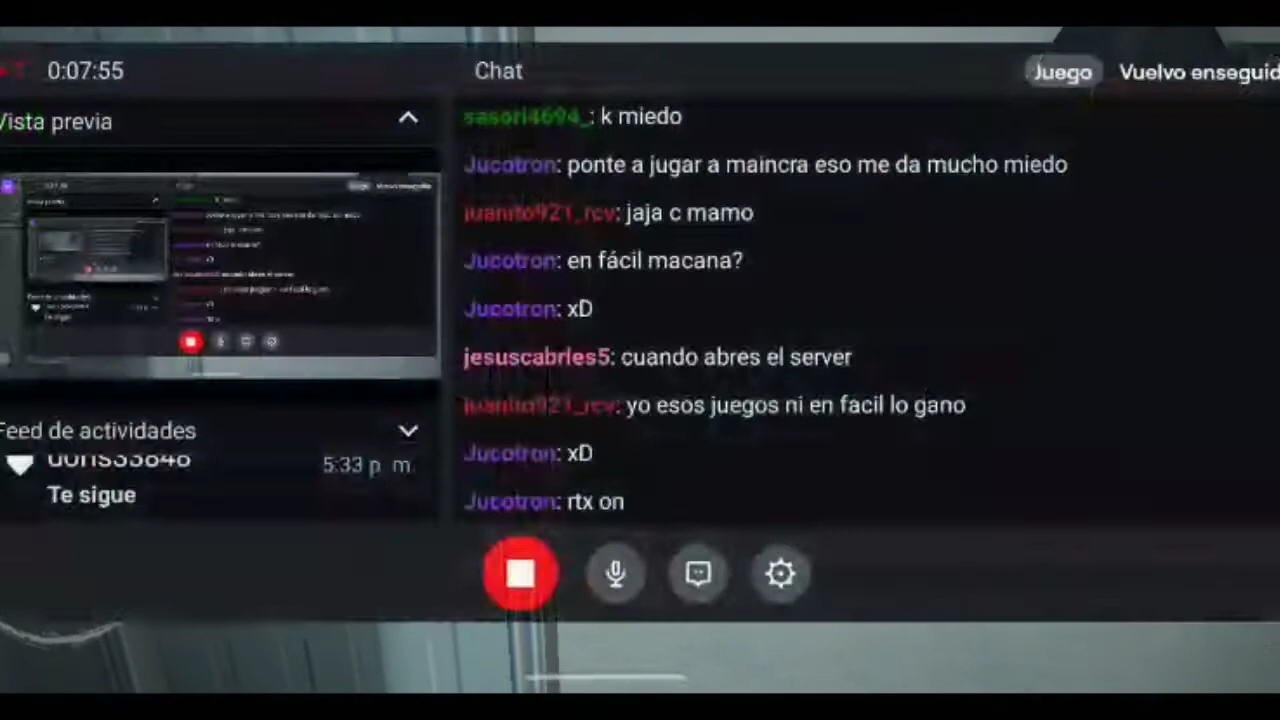 0:07:55
Chat
Juego
Vuelvo enseguid
Vista previa
sasori4694_: k miedo
Jucotron: ponte a jugar a maincra eso me da mucho miedo
juanito921_rcv: jaja c mamo
Jucotron: en fácil macana?
Jucotron: xD
jesuscabrles5: cuando abres el server
juanito921_rcv: yo esos juegos ni en facil lo gano
Jucotron: xD
Jucotron: rtx on
Feed de actividades
5:33 p m
Te sigue